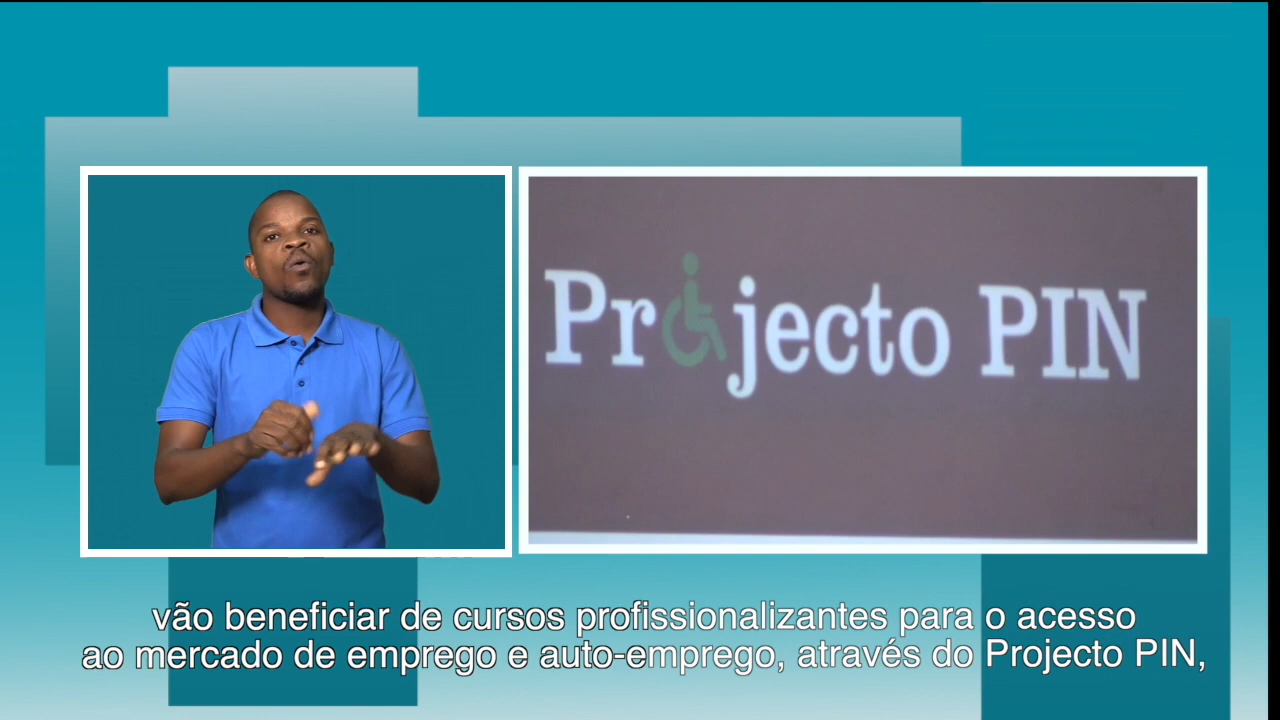 Projecto PIN
vão beneficiar de cursos profissionalizantes para o acesso
ao mercado de emprego e auto-emprego, através do Projecto PIN,